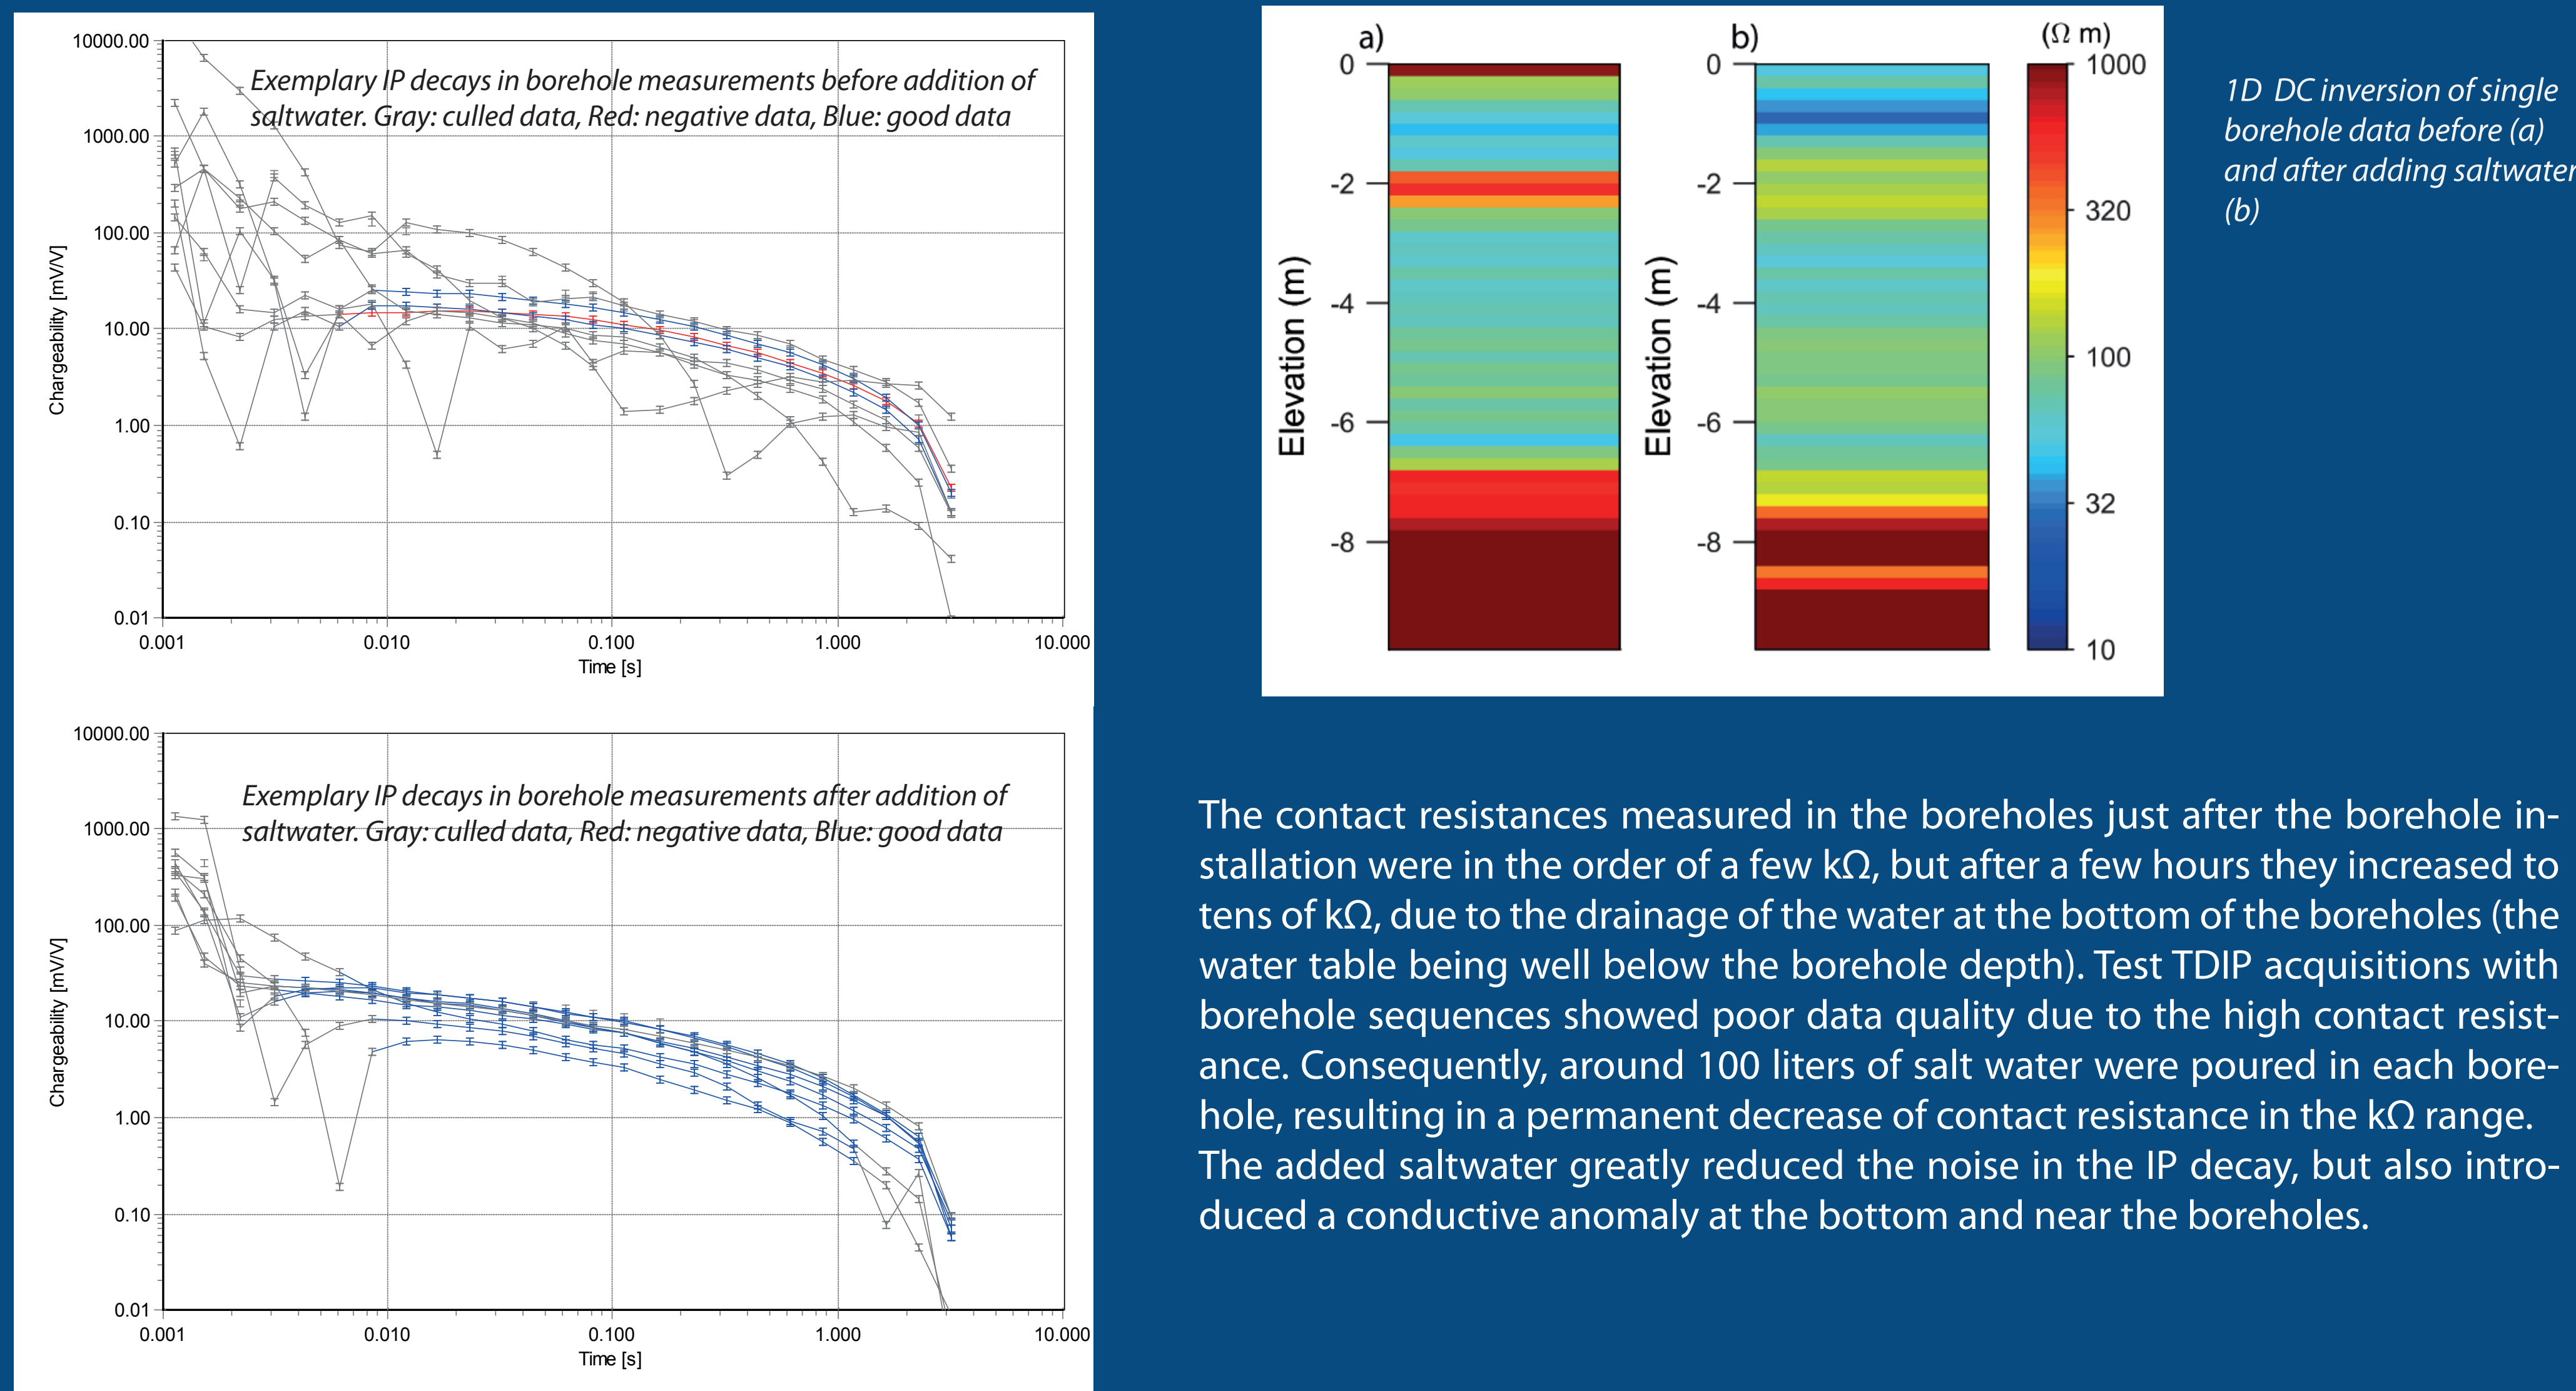 10000.00
Exemplary IP decays in borehole measurements before addition of
saltwater. Gray: culled data, Red: negative data, Blue: good data
1000.00
100.00
10.00
1.00
0.10
0.01
Chargeability [mV/V]
0.001 0.010 0.100 1.000 10.000
Time [s]
10000.00
Exemplary IP decays in borehole measurements after addition of
saltwater. Gray: culled data, Red: negative data, Blue: good data
1000.00
100.00
10.00
1.00
0.10
0.01
Chargeability [mV/V]
0.001 0.010 0.100 1.000 10.000
Time [s]
a)
0
-2
-4
-6
-8
Elevation (m)
b)
0
-2
-4
-6
-8
Elevation (m)
(Ω m)
1000
320
100
32
10
1D DC inversion of single
borehole data before (a)
and after adding saltwater
(b)
The contact resistances measured in the boreholes just after the borehole in-
stallation were in the order of a few kΩ, but after a few hours they increased to
tens of kΩ, due to the drainage of the water at the bottom of the boreholes (the
water table being well below the borehole depth). Test TDIP acquisitions with
borehole sequences showed poor data quality due to the high contact resist-
ance. Consequently, around 100 liters of salt water were poured in each bore-
hole, resulting in a permanent decrease of contact resistance in the kΩ range.
The added saltwater greatly reduced the noise in the IP decay, but also intro-
duced a conductive anomaly at the bottom and near the boreholes.